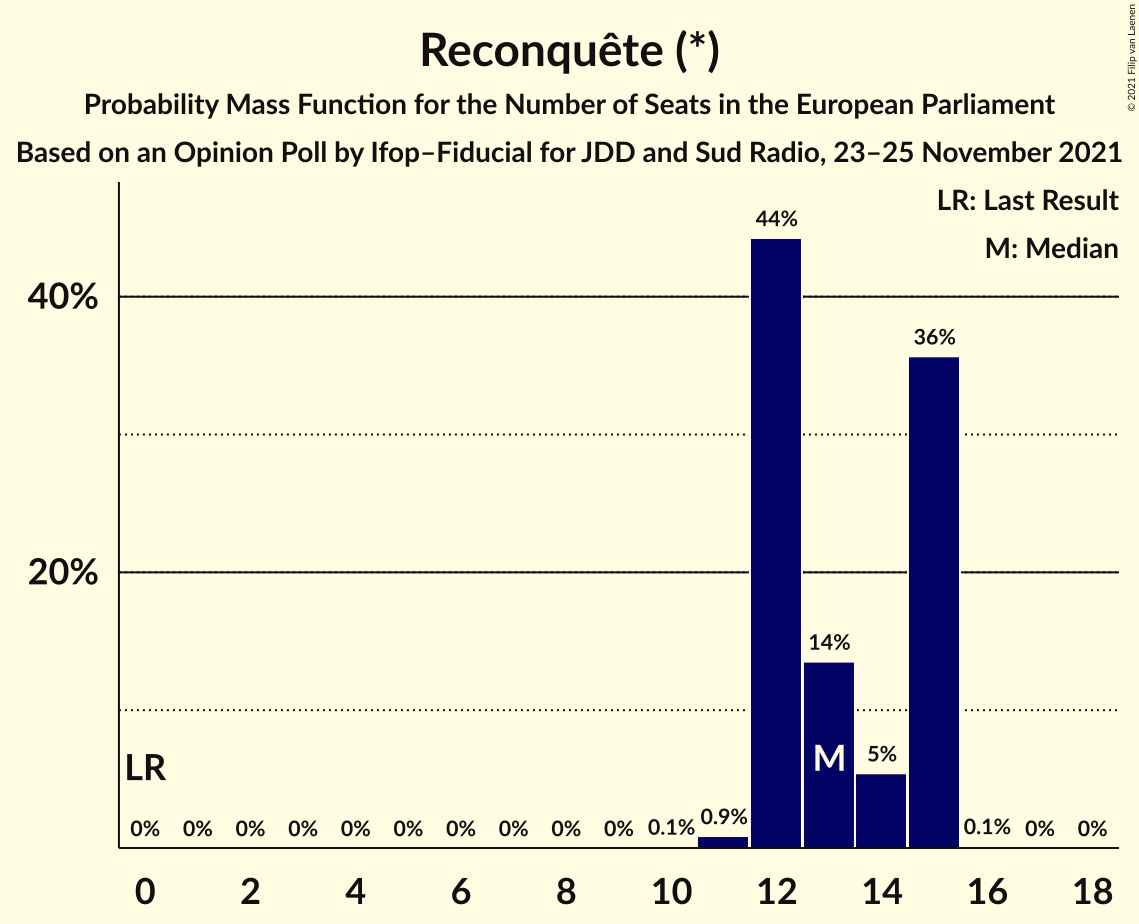 Reconquête (*)
Probability Mass Function for the Number of Seats in the European Parliament
Based on an Opinion Poll by Ifop–Fiducial for JDD and Sud Radio, 23–25 November 2021
© 2021 Filip van Laenen
LR: Last Result
M: Median
44%
40%
36%
20%
14%
M
5%
LR
0% 0% 0% 0% 0% 0% 0% 0% 0% 0% 0.1% 0.9% 0.1% 0% 0%
0 2 4 6 8 10 12 14 16 18